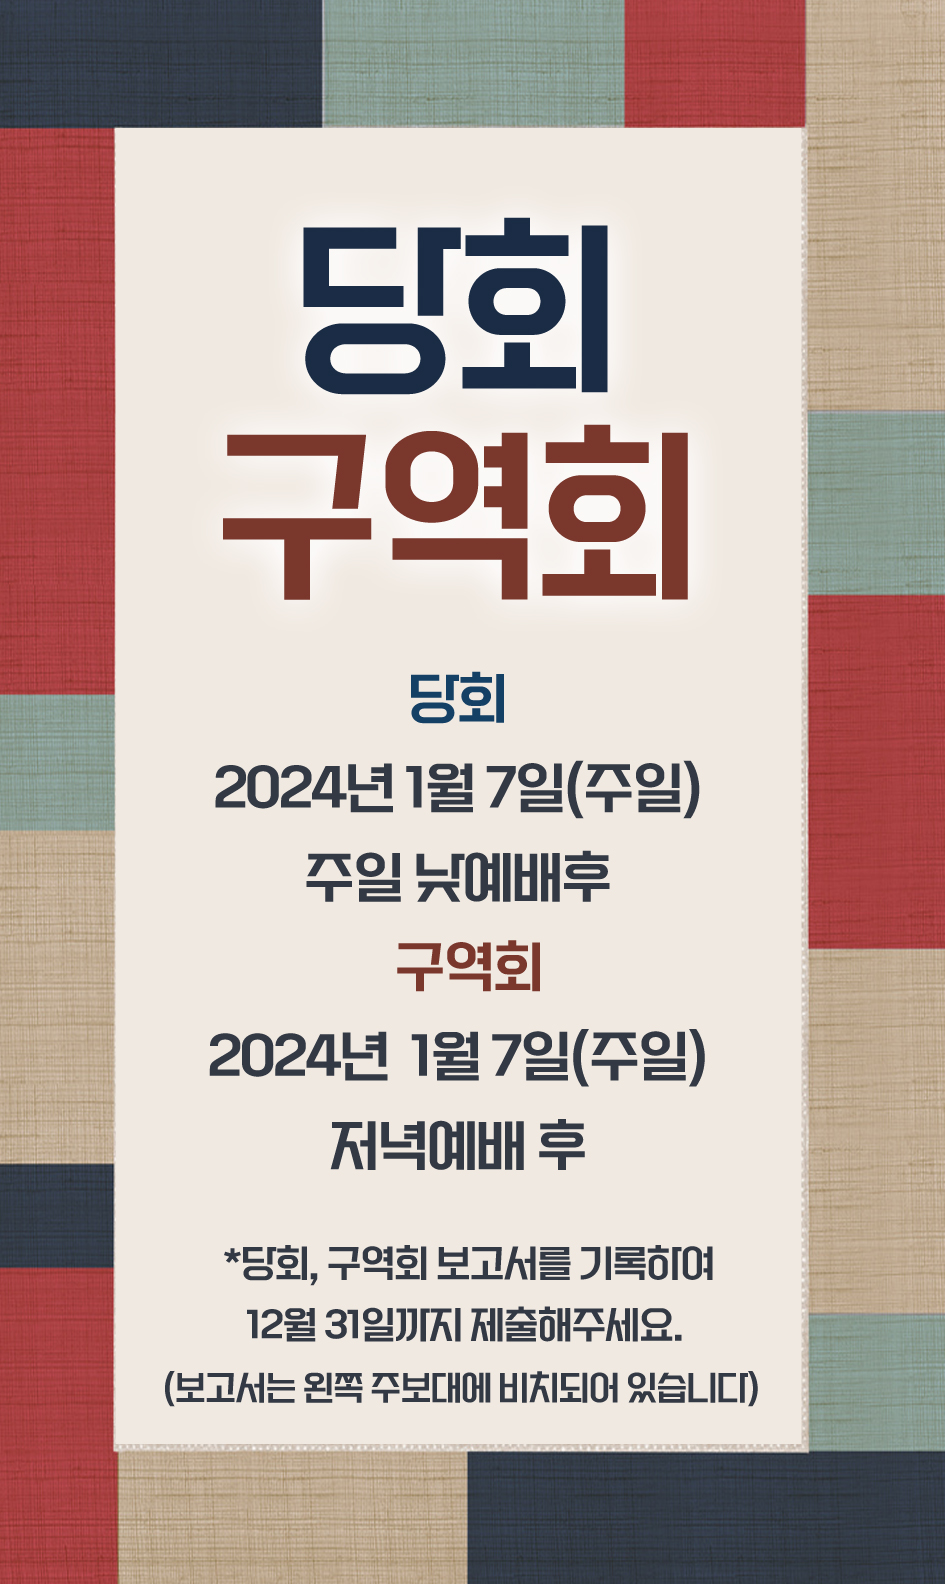 당회
구역회
당회
2024년 1월 7일(주일)
주일 낮예배후
구역회
2024년 1월 7일(주일)
저녁예배 후
*당회, 구역회 보고서를 기록하여
12월 31일까지 제출해주세요.
(보고서는 왼쪽 주보대에 비치되어 있습니다)